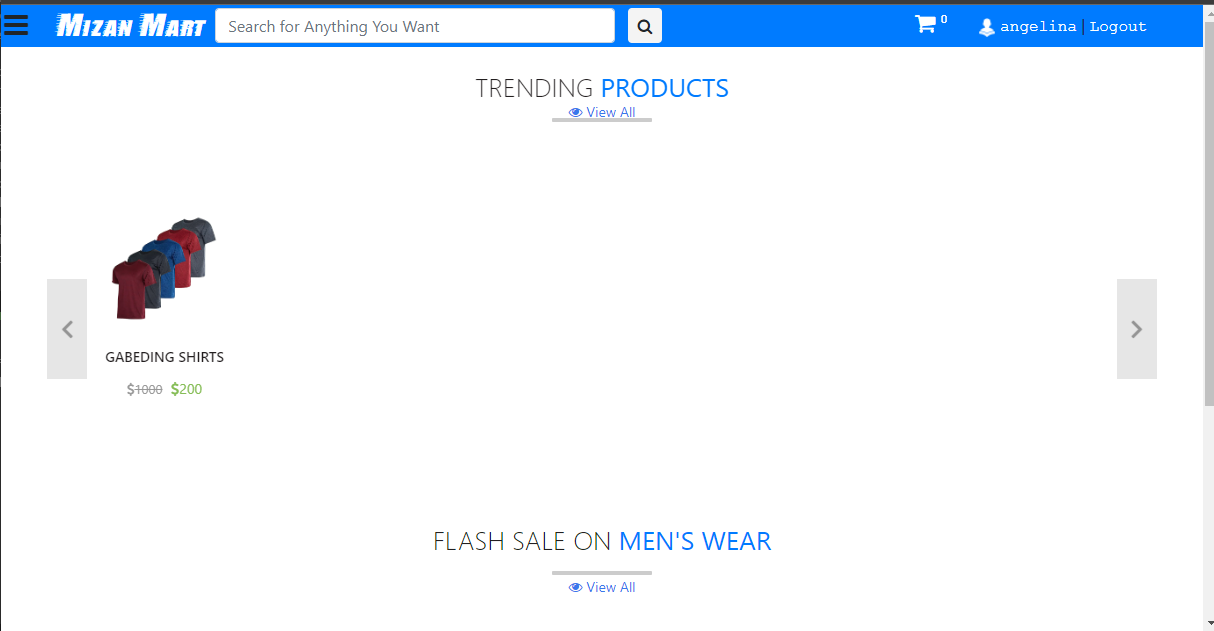 Mizan Mart
Search for Anything You Want
0
angelina | Logout
TRENDING PRODUCTS
View All
GABEDING SHIRTS
$1000 $200
FLASH SALE ON MEN'S WEAR
View All